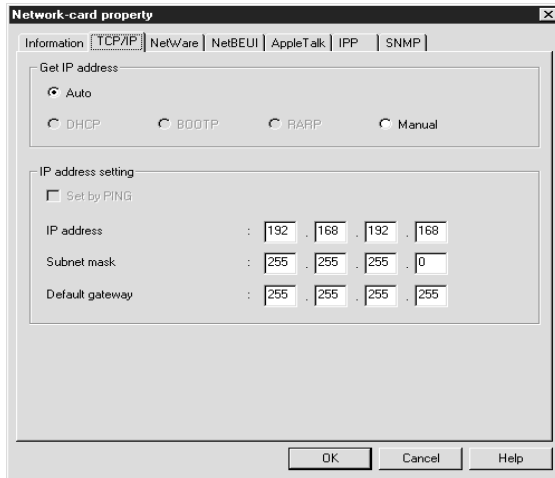 Network-card property
Information TCP/IP NetWare NetBEUI AppleTalk IPP SNMP
Get IP address
Auto
DHCP BOOTP RARP Manual
IP address setting
Set by PING
IP address : 192 . 168 . 192 . 168
Subnet mask : 255 . 255 . 255 . 0
Default gateway : 255 . 255 . 255 . 255
OK Cancel Help